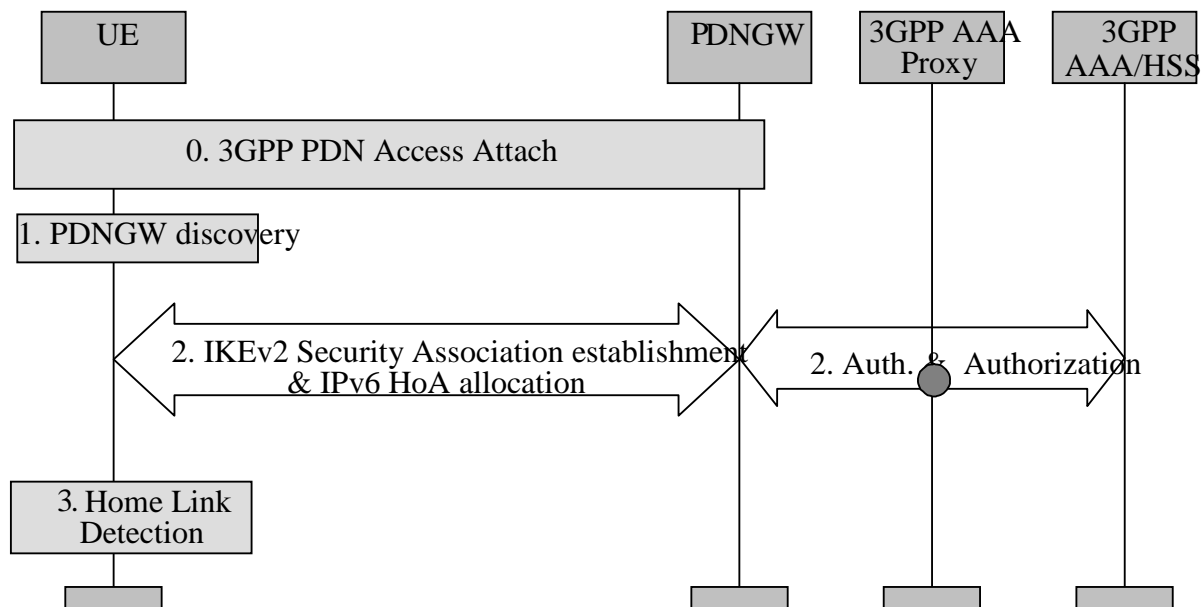 UE
PDNGW
3GPP AAA
Proxy
3GPP
AAA/HSS
0. 3GPP PDN Access Attach
1. PDNGW discovery
2. IKEv2 Security Association establishment
& IPv6 HoA allocation
2. Auth. & Authorization
3. Home Link
Detection